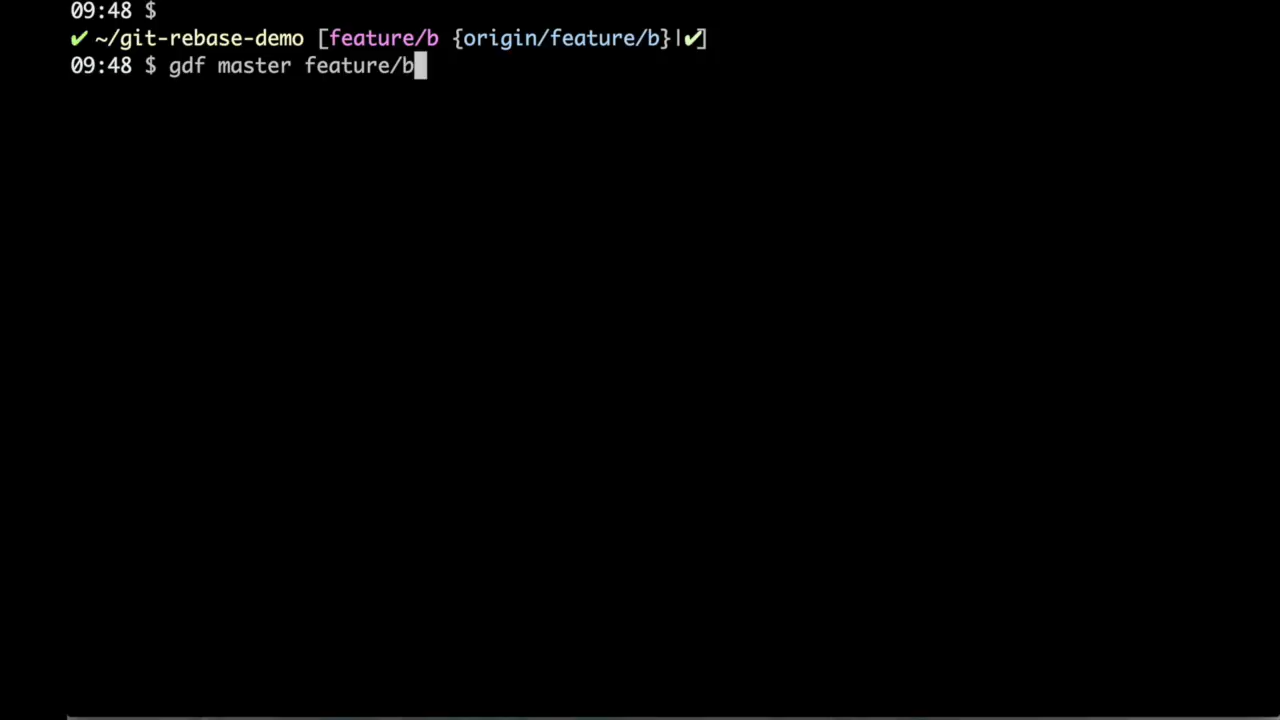 09:48 $
✔ ~/git-rebase-demo [feature/b {origin/feature/b}|✔]
09:48 $ gdf master feature/b